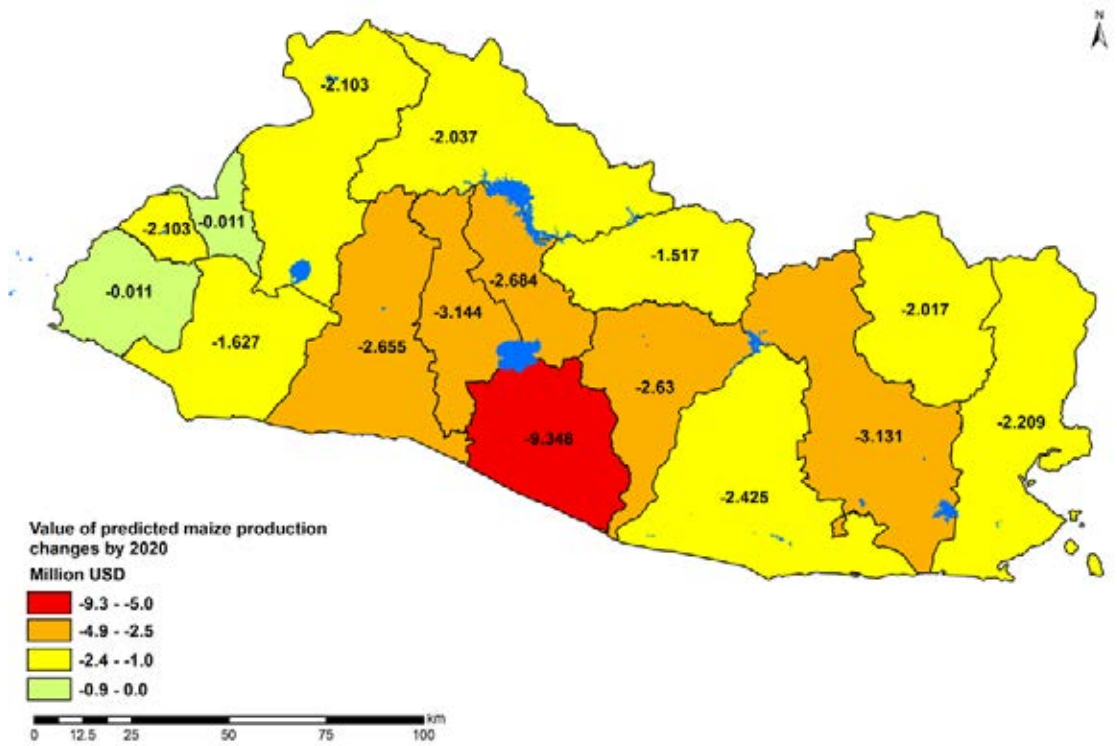 N
-2.103
-2.037
-2.103
-0.011
-1.517
-0.011
-2.684
-2.017
-3.144
-1.627
-2.655
-2.63
-2.209
-9.348
-3.131
-2.425
Value of predicted maize production
changes by 2020
Million USD
-9.3 - -5.0
-4.9 - -2.5
-2.4 - -1.0
-0.9 - 0.0
km
0 12.5 25 50 75 100